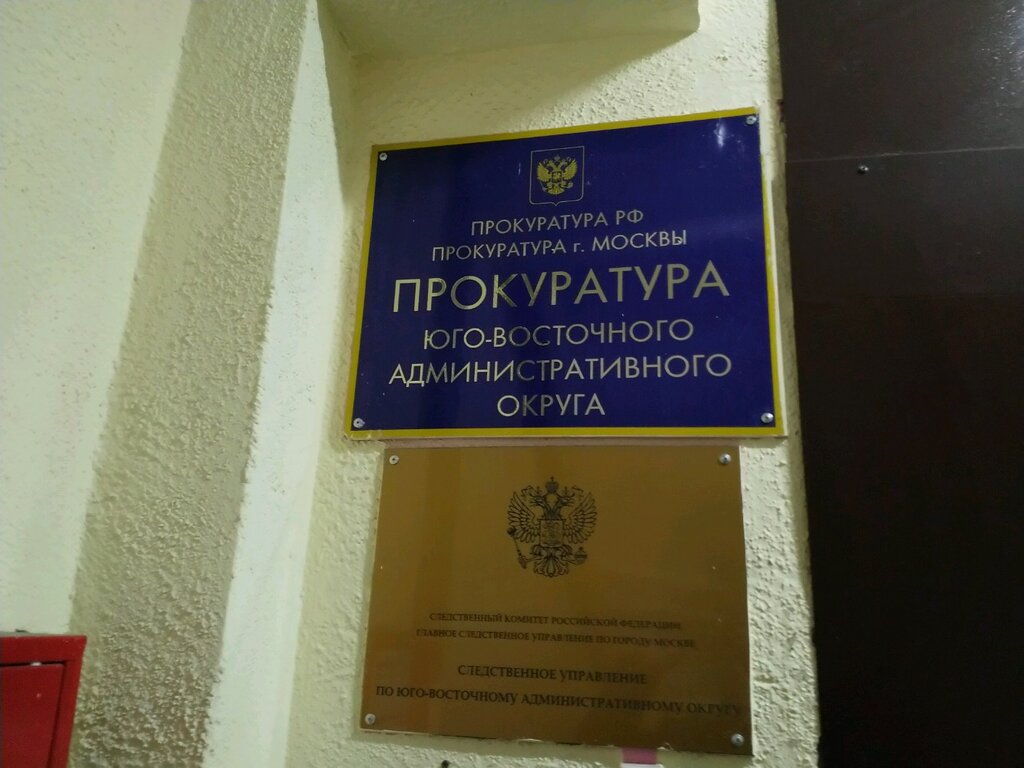 ПРОКУРАТУРА РФ
ПРОКУРАТУРА г. МОСКВЫ
ПРОКУРАТУРА
ЮГО-ВОСТОЧНОГО
АДМИНИСТРАТИВНОГО
ОКРУГА
СЛЕДСТВЕННЫЙ КОМИТЕТ РОССИЙСКОЙ ФЕДЕРАЦИИ
ГЛАВНОЕ СЛЕДСТВЕННОЕ УПРАВЛЕНИЕ ПО ГОРОДУ МОСКВЕ
СЛЕДСТВЕННОЕ УПРАВЛЕНИЕ
ПО ЮГО-ВОСТОЧНОМУ АДМИНИСТРАТИВНОМУ ОКРУГУ